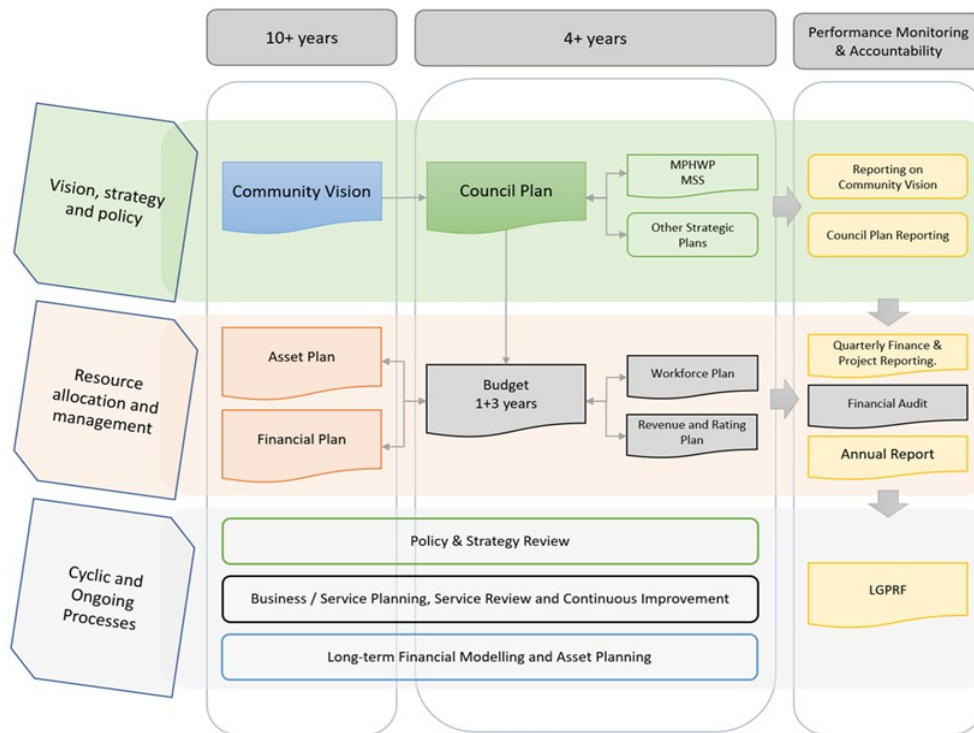 10+ years
4+ years
Performance Monitoring
& Accountability
Vision, strategy
and policy
Community Vision
Council Plan
MPHWP
MSS
Other Strategic
Plans
Reporting on
Community Vision
Council Plan Reporting
Resource
allocation and
management
Asset Plan
Financial Plan
Budget
1+3 years
Workforce Plan
Revenue and Rating
Plan
Quarterly Finance &
Project Reporting.
Financial Audit
Annual Report
Cyclic and
Ongoing
Processes
Policy & Strategy Review
Business / Service Planning, Service Review and Continuous Improvement
Long-term Financial Modelling and Asset Planning
LGPRF